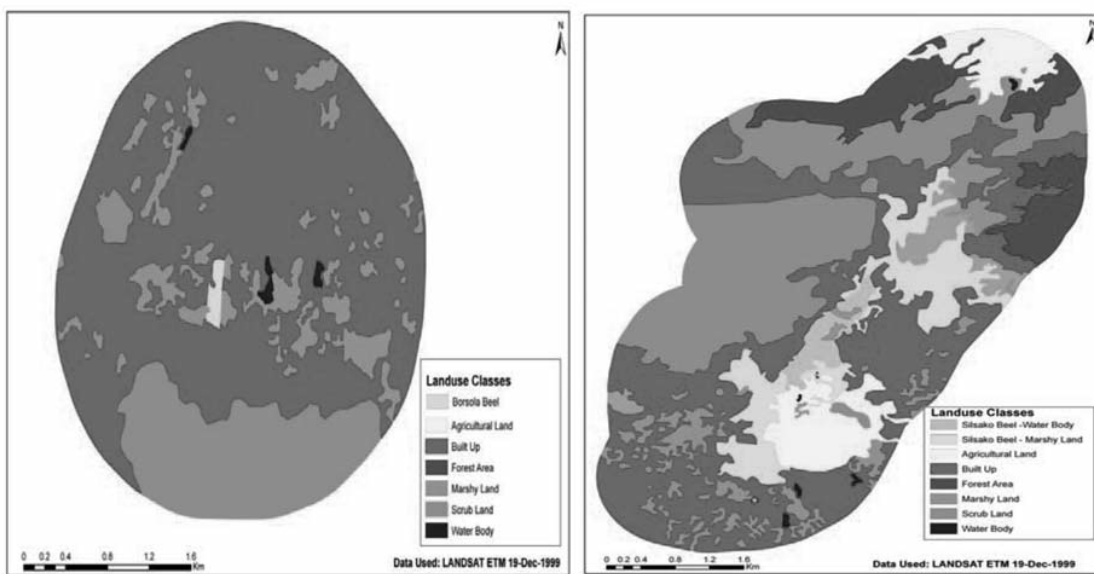 N
Landuse Classes
Borsola Beel
Agricultural Land
Built Up
Forest Area
Marshy Land
Scrub Land
Water Body
0 0.2 0.4 0.8 1.2 1.6
Km
Data Used: LANDSAT ETM 19-Dec-1999
N
Landuse Classes
Silsako Beel -Water Body
Silsako Beel - Marshy Land
Agricultural Land
Built Up
Forest Area
Marshy Land
Scrub Land
Water Body
0 0.2 0.4 0.8 1.2 1.6
Km
Data Used: LANDSAT ETM 19-Dec-1999